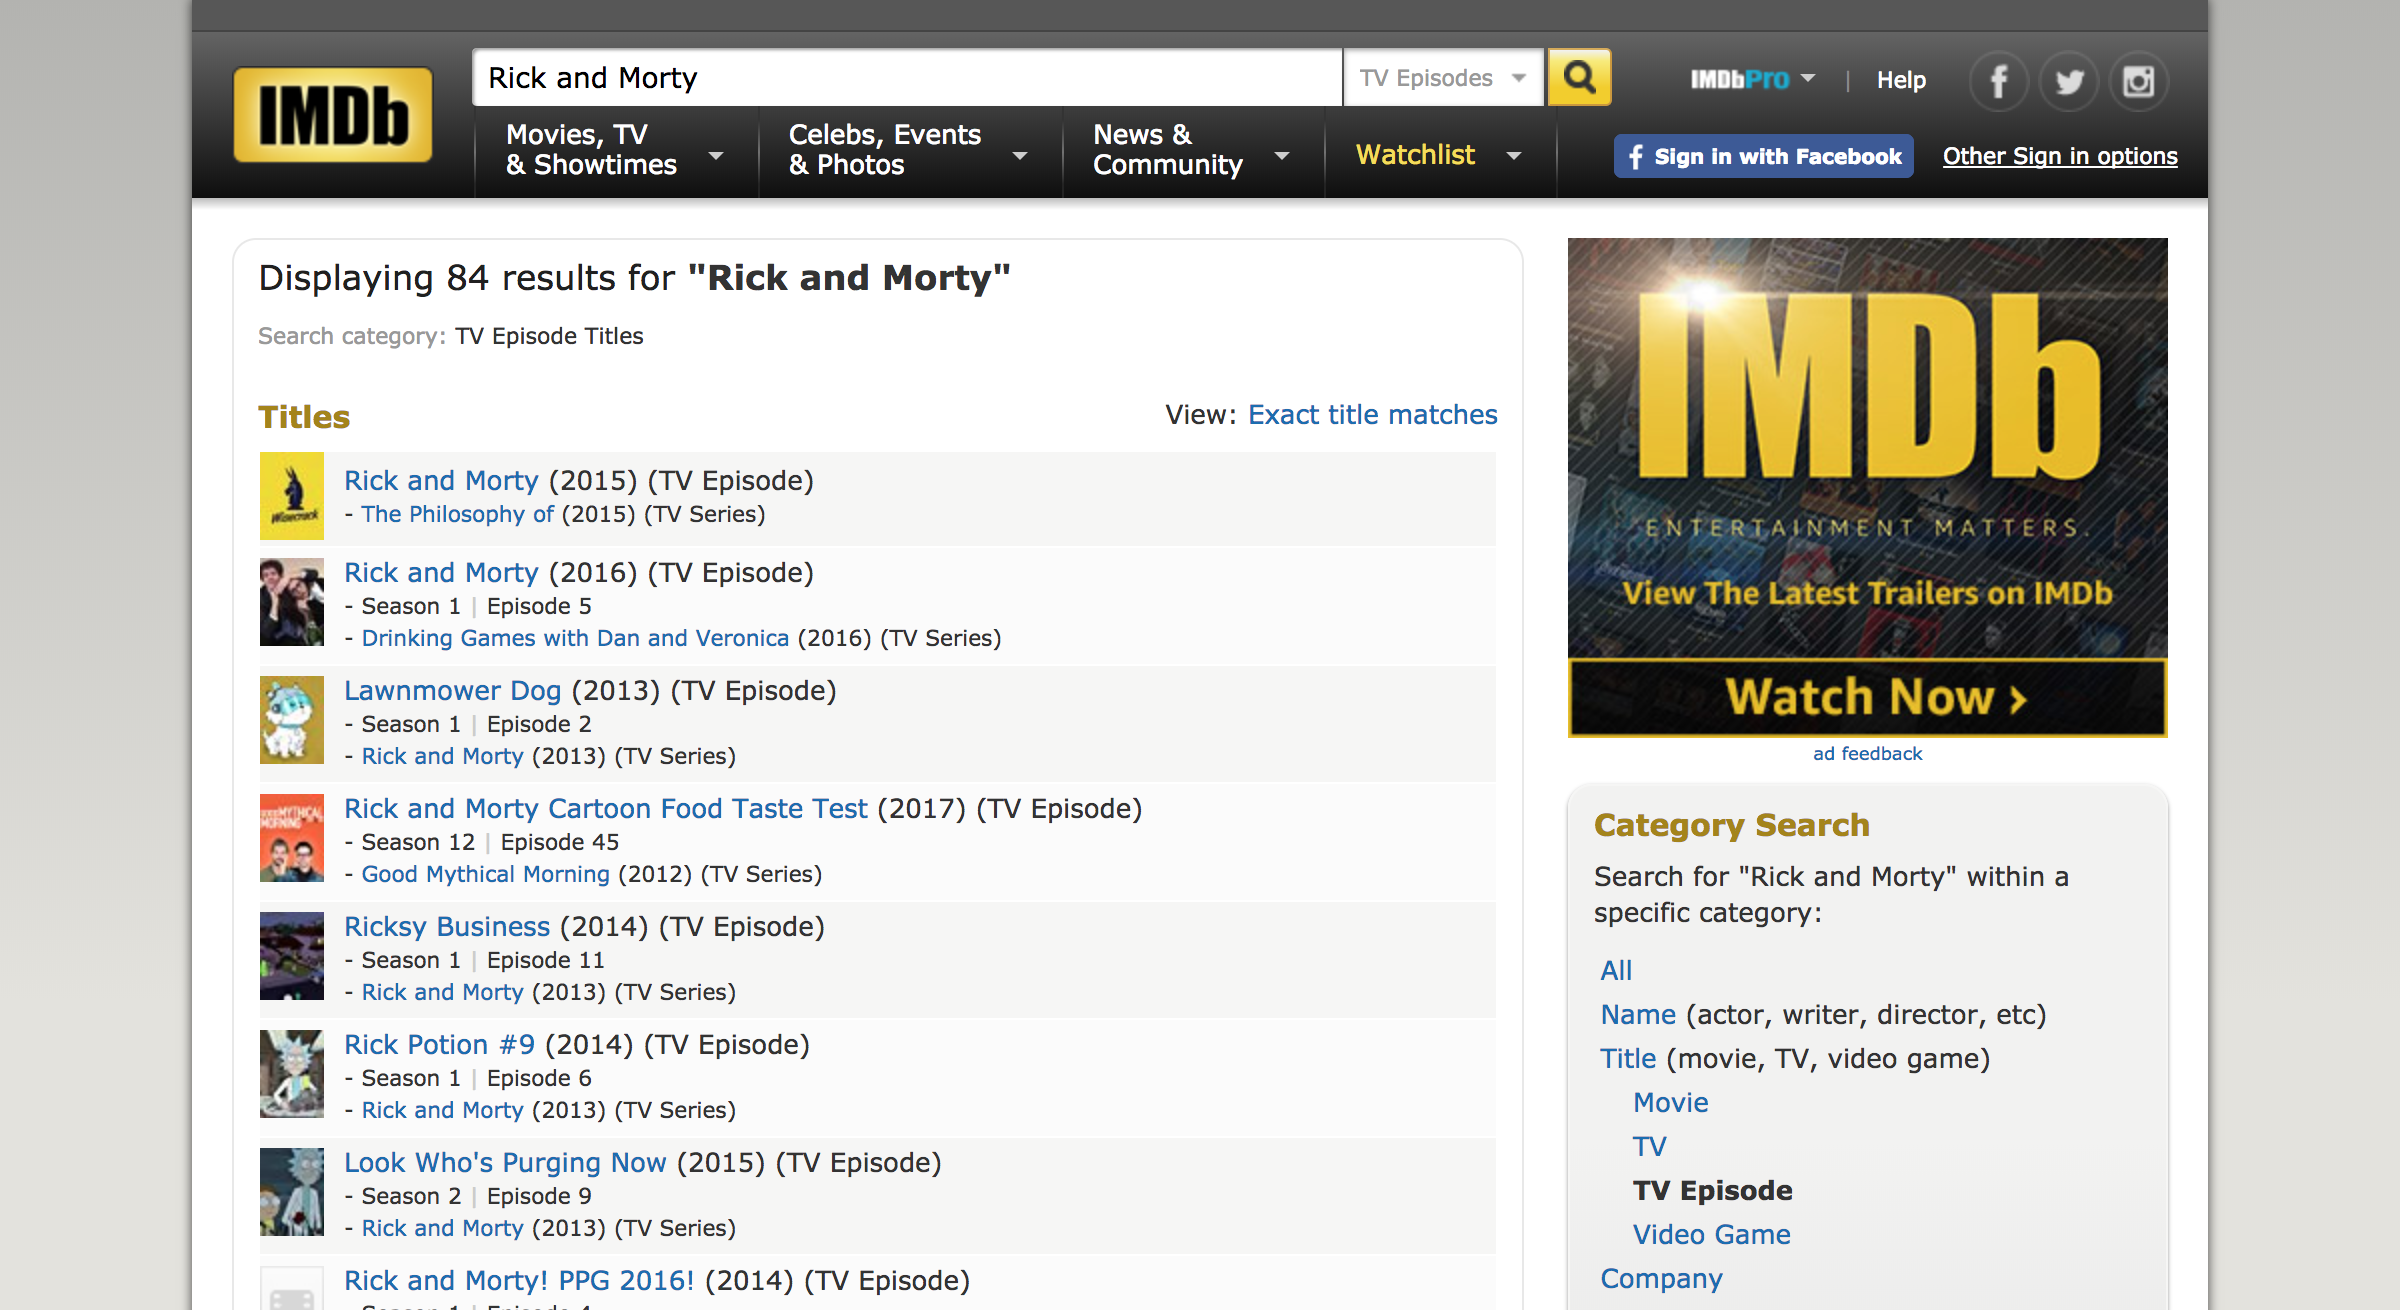 IMDb
Rick and Morty
TV Episodes
IMDbPro
|
Help
Movies, TV
& Showtimes
Celebs, Events
& Photos
News &
Community
Watchlist
f Sign in with Facebook
Other Sign in options
Displaying 84 results for "Rick and Morty"
Search category: TV Episode Titles
Titles
View: Exact title matches
Wisecrack
Rick and Morty (2015) (TV Episode)
- The Philosophy of (2015) (TV Series)
Rick and Morty (2016) (TV Episode)
- Season 1 | Episode 5
- Drinking Games with Dan and Veronica (2016) (TV Series)
Lawnmower Dog (2013) (TV Episode)
- Season 1 | Episode 2
- Rick and Morty (2013) (TV Series)
MYTHICAL
MORNING
Rick and Morty Cartoon Food Taste Test (2017) (TV Episode)
- Season 12 | Episode 45
- Good Mythical Morning (2012) (TV Series)
Ricksy Business (2014) (TV Episode)
- Season 1 | Episode 11
- Rick and Morty (2013) (TV Series)
Rick Potion #9 (2014) (TV Episode)
- Season 1 | Episode 6
- Rick and Morty (2013) (TV Series)
Look Who's Purging Now (2015) (TV Episode)
- Season 2 | Episode 9
- Rick and Morty (2013) (TV Series)
Rick and Morty! PPG 2016! (2014) (TV Episode)
- Season 1 | Episode 4
IMDb
ENTERTAINMENT MATTERS.
View The Latest Trailers on IMDb
Watch Now ›
ad feedback
Category Search
Search for "Rick and Morty" within a
specific category:
All
Name (actor, writer, director, etc)
Title (movie, TV, video game)
Movie
TV
TV Episode
Video Game
Company